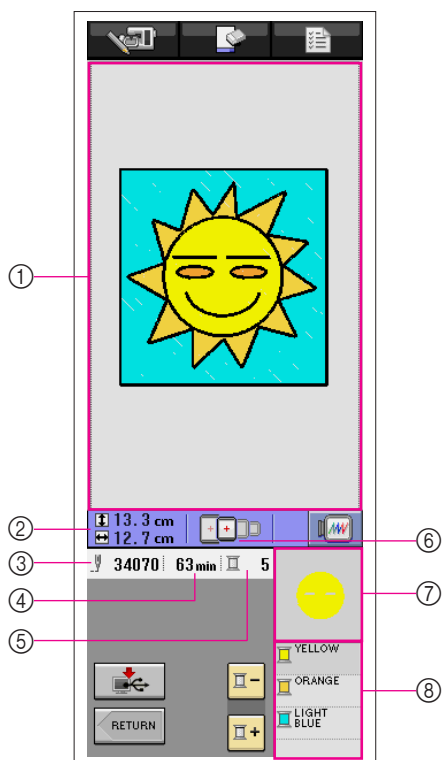 ①
13.3 cm
②
12.7 cm
⑥
③
34070 63 min 5
④
⑦
⑤
YELLOW
ORANGE
⑧
LIGHT
BLUE
RETURN